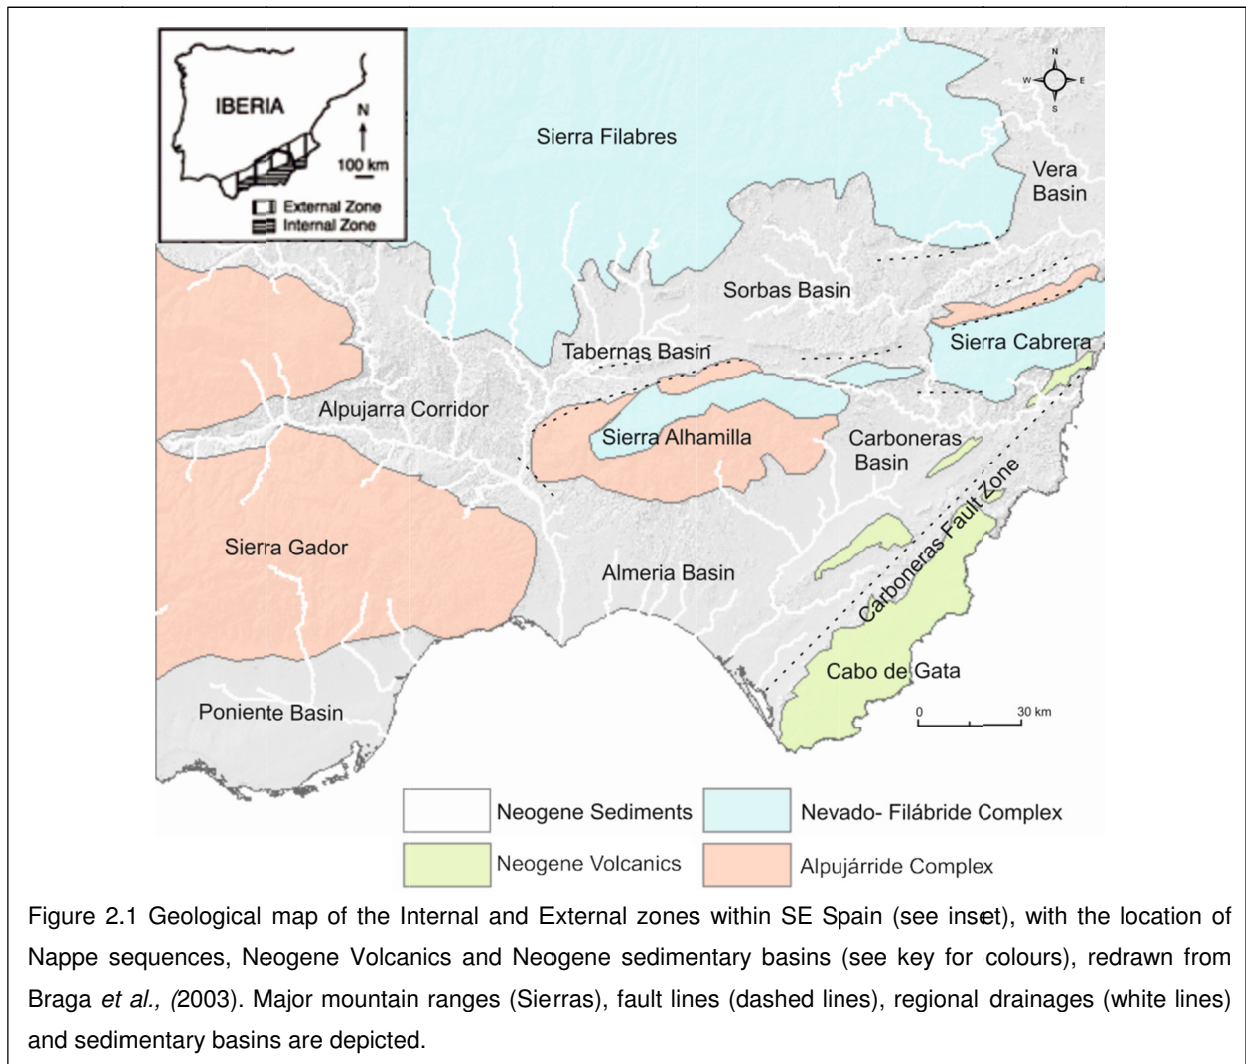 IBERIA
N
100 km
External Zone
Internal Zone
N
W
E
S
Sierra Filabres
Vera
Basin
Sorbas Basin
Sierra Cabrera
Tabernas Basin
Alpujarra Corridor
Sierra Alhamilla
Carboneras
Basin
Carboneras Fault Zone
Sierra Gador
Almeria Basin
Cabo de Gata
Poniente Basin
0 30 km
Neogene Sediments
Nevado- Filábride Complex
Neogene Volcanics
Alpujárride Complex
Figure 2.1 Geological map of the Internal and External zones within SE Spain (see inset), with the location of
Nappe sequences, Neogene Volcanics and Neogene sedimentary basins (see key for colours), redrawn from
Braga et al., (2003). Major mountain ranges (Sierras), fault lines (dashed lines), regional drainages (white lines)
and sedimentary basins are depicted.